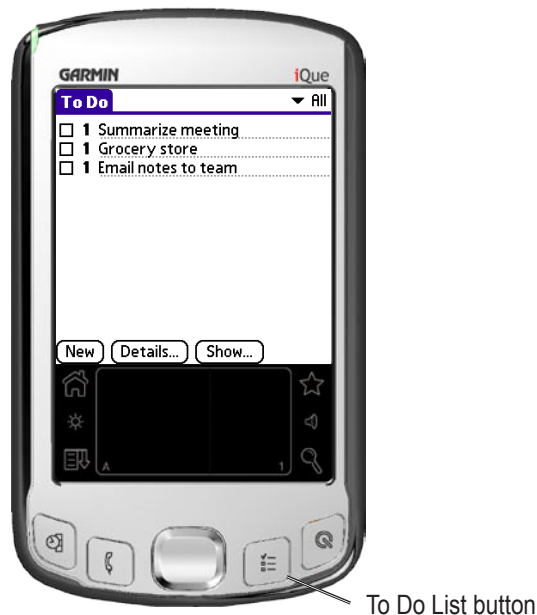 GARMIN iQue
To Do All
1 Summarize meeting
1 Grocery store
1 Email notes to team
New Details... Show...
A 1
To Do List button